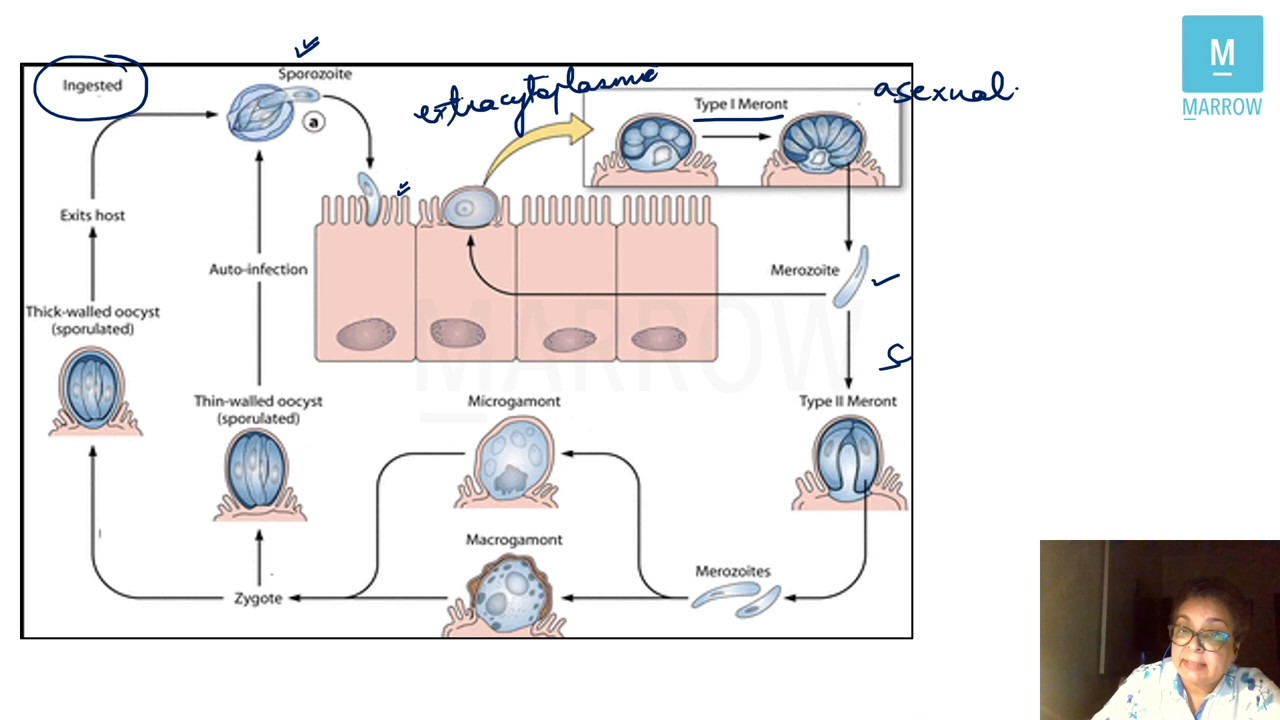 M
MARROW
Ingested
Sporozoite
a
extracytoplasmic
Type I Meront
asexual.
Exits host
Auto-infection
Merozoite
Thick-walled oocyst
(sporulated)
S
Thin-walled oocyst
(sporulated)
Microgamont
Type II Meront
Macrogamont
Merozoites
Zygote
MARROW